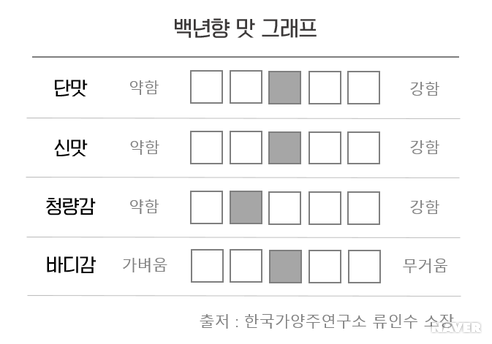 백년향 맛 그래프
단맛 약함 강함
신맛 약함 강함
청량감 약함 강함
바디감 가벼움 무거움
출저 : 한국가양주연구소 류인수 소장
NAVER